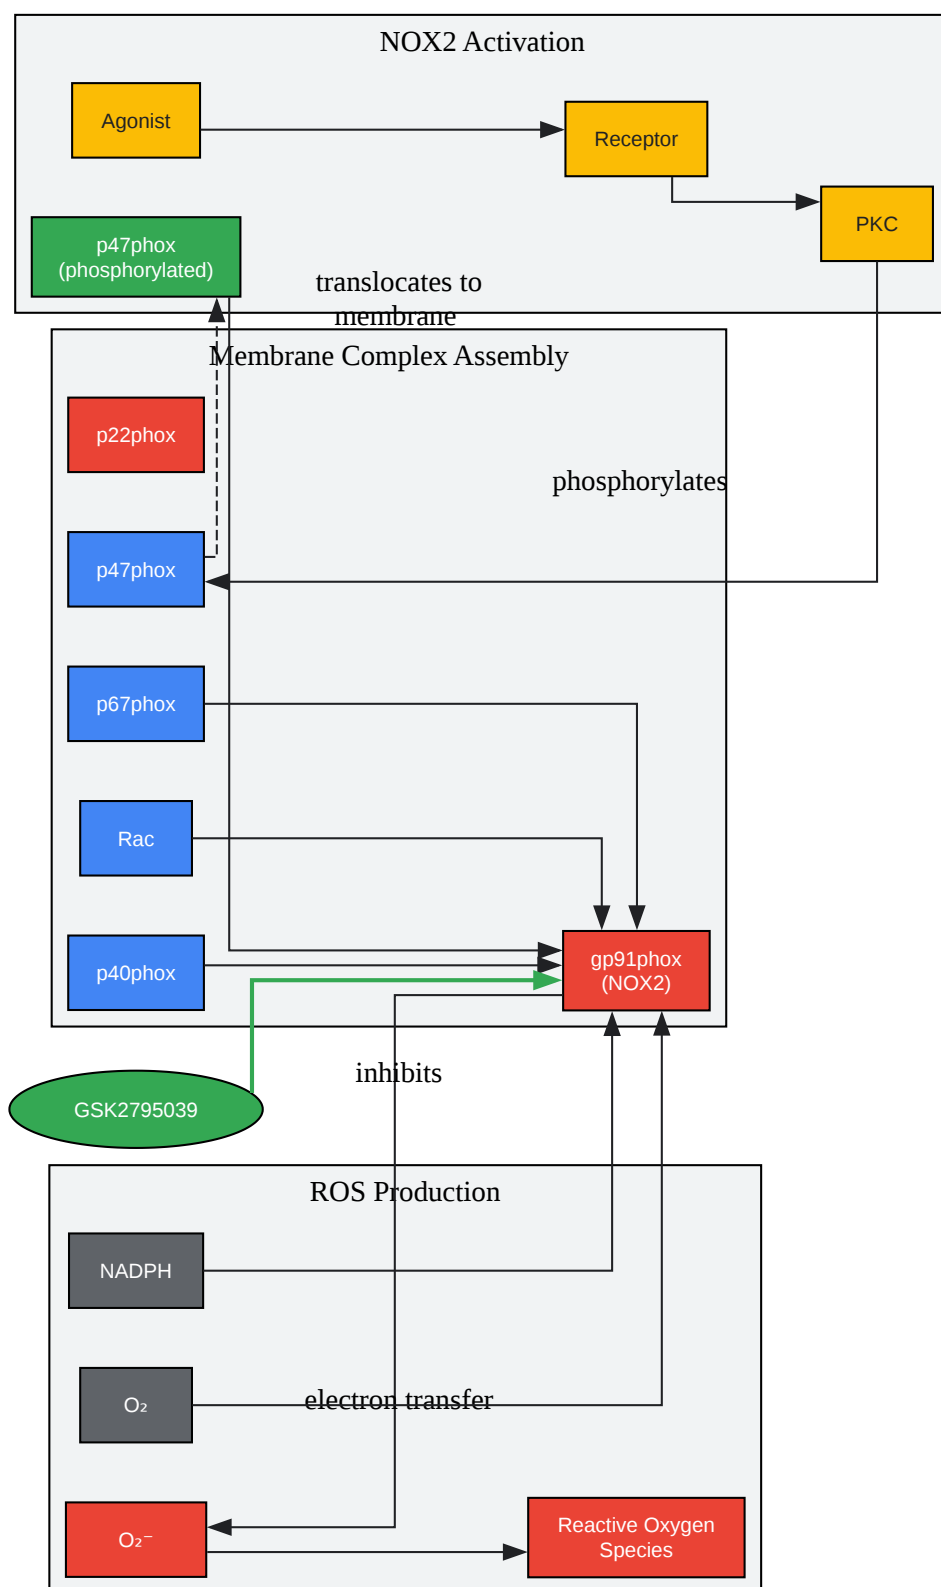 NOX2 Activation
Agonist
Receptor
PKC
p47phox
(phosphorylated)
translocates to
membrane
Membrane Complex Assembly
p22phox
phosphorylates
p47phox
p67phox
Rac
gp91phox
(NOX2)
p40phox
inhibits
GSK2795039
ROS Production
NADPH
electron transfer
O₂
O₂⁻
Reactive Oxygen
Species